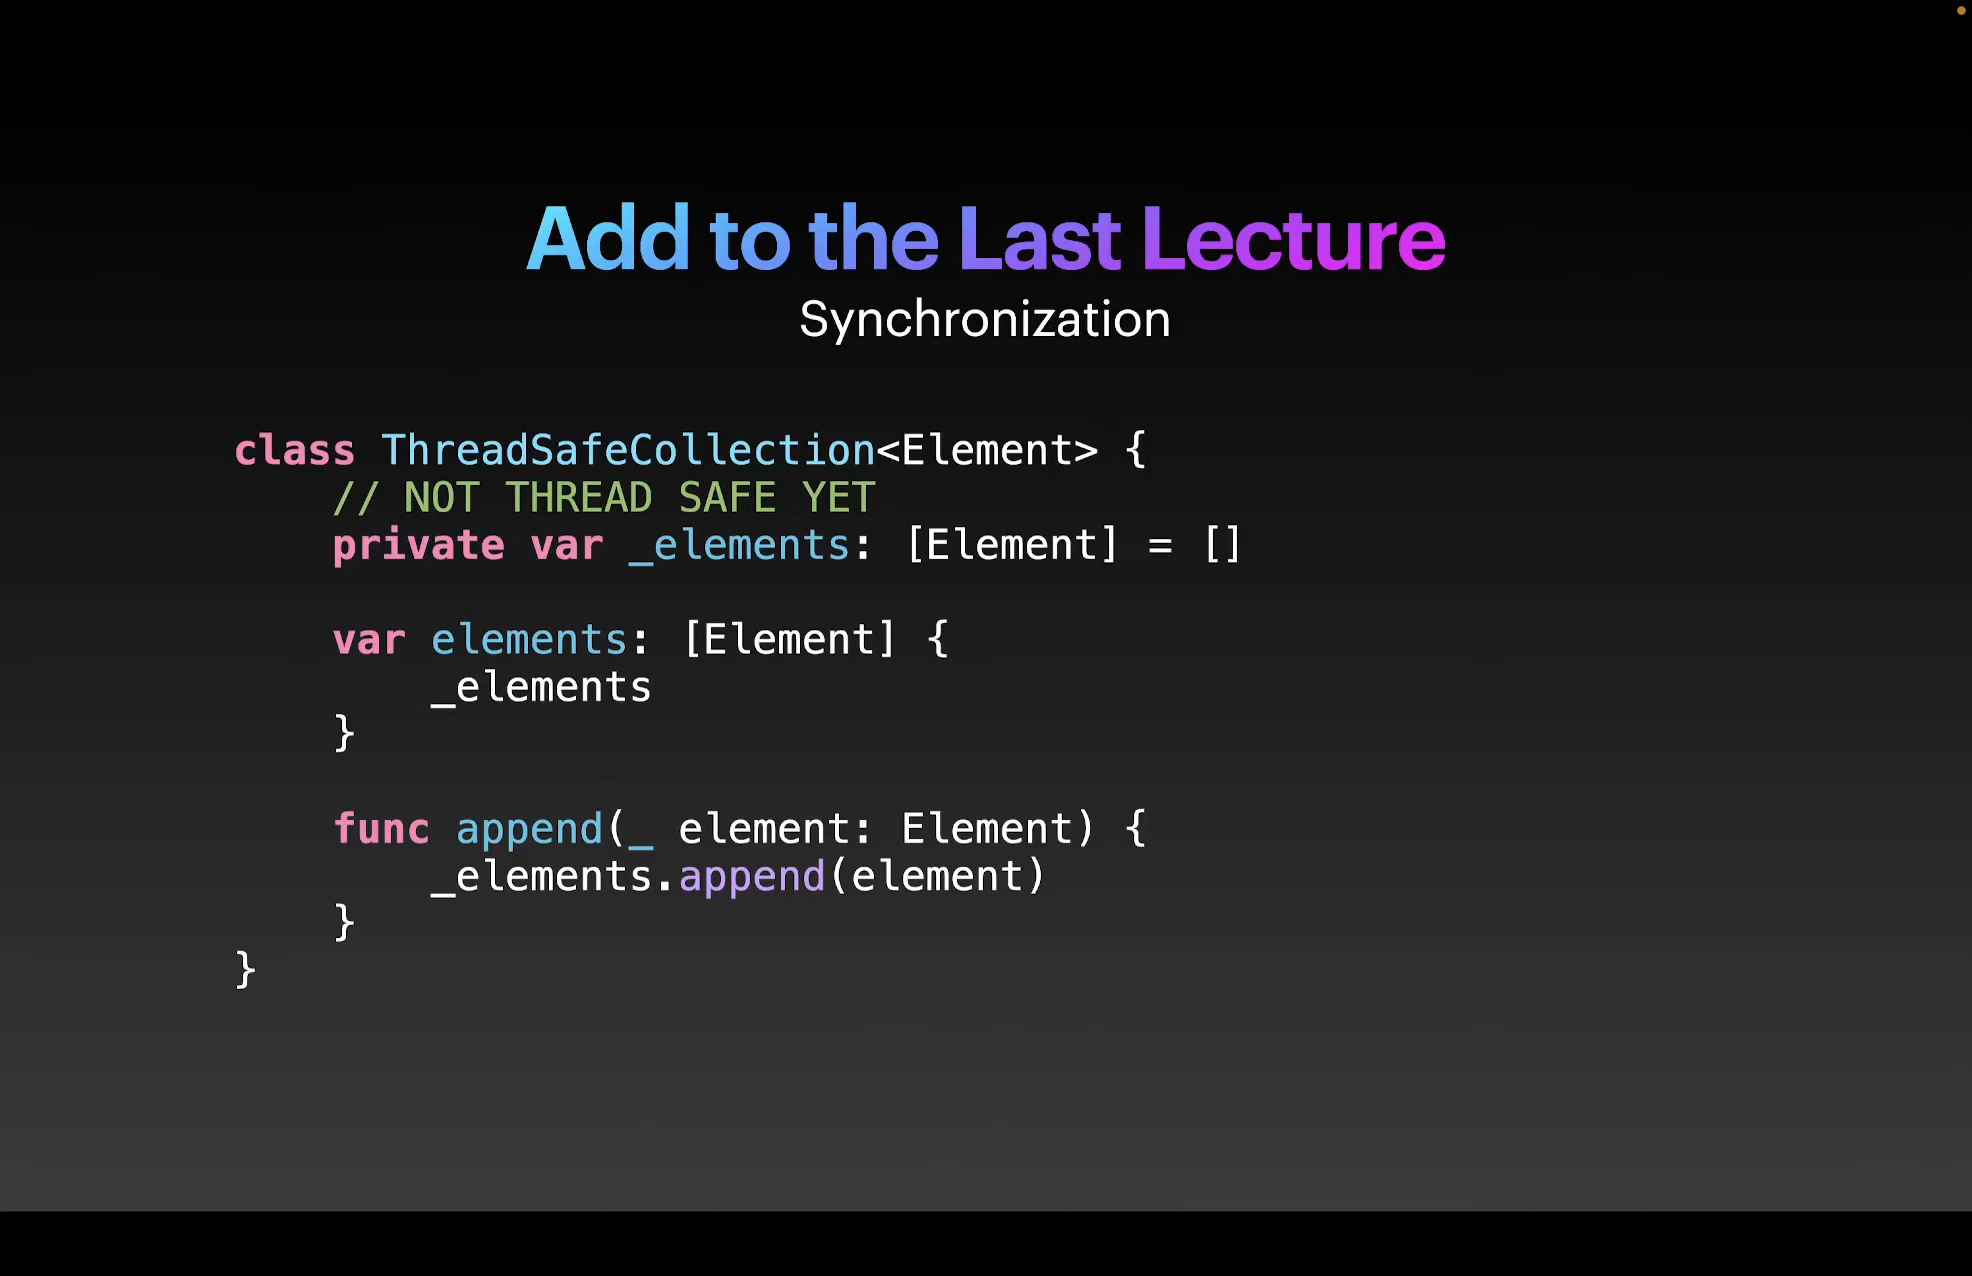 Add to the Last Lecture
Synchronization
class ThreadSafeCollection<Element> {
    // NOT THREAD SAFE YET
    private var _elements: [Element] = []

    var elements: [Element] {
        _elements
    }

    func append(_ element: Element) {
        _elements.append(element)
    }
}